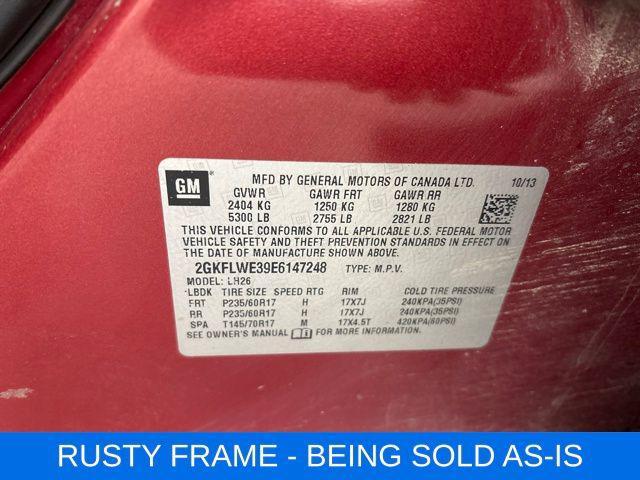 GM
MFD BY GENERAL MOTORS OF CANADA LTD. 10/13
GVWR GAWR FRT GAWR RR
2404 KG 1250 KG 1280 KG
5300 LB 2755 LB 2821 LB
THIS VEHICLE CONFORMS TO ALL APPLICABLE U.S. FEDERAL MOTOR
VEHICLE SAFETY AND THEFT PREVENTION STANDARDS IN EFFECT ON
THE DATE OF MANUFACTURE SHOWN ABOVE.
2GKFLWE39E6147248 TYPE: M.P.V.
MODEL: LH26
LBDK TIRE SIZE SPEED RTG RIM COLD TIRE PRESSURE
FRT P235/60R17 H 17X7J 240KPA(35PSI)
RR P235/60R17 H 17X7J 240KPA(35PSI)
SPA T145/70R17 M 17X4.5T 420KPA(60PSI)
SEE OWNER'S MANUAL FOR MORE INFORMATION
RUSTY FRAME - BEING SOLD AS-IS